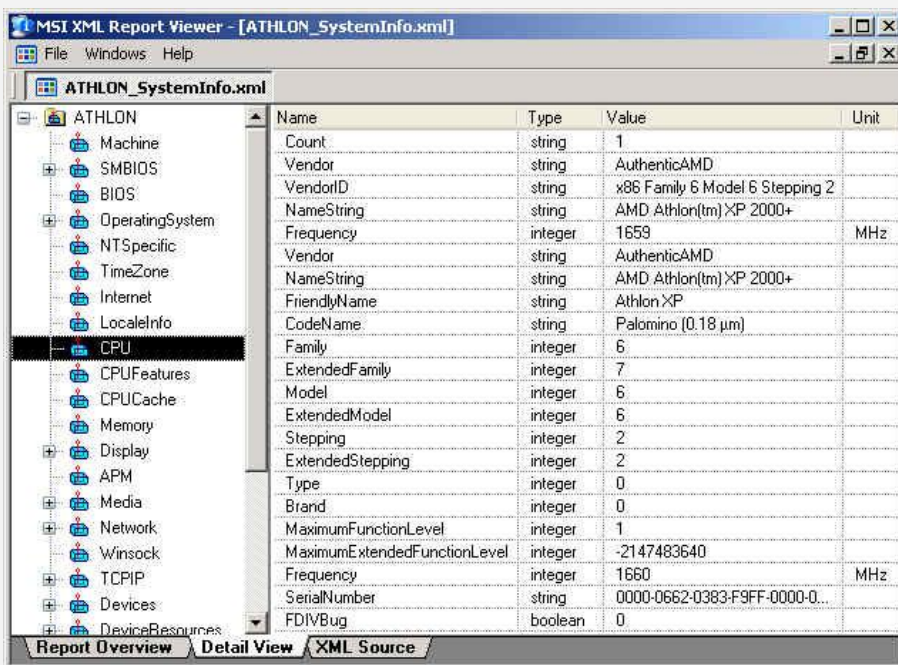 MSI XML Report Viewer - [ATHLON_SystemInfo.xml]
File Windows Help
ATHLON_SystemInfo.xml
ATHLON
Machine
SMBIOS
BIOS
OperatingSystem
NTSpecific
TimeZone
Internet
LocaleInfo
CPU
CPUFeatures
CPUCache
Memory
Display
APM
Media
Network
Winsock
TCPIP
Devices
DeviceResources
Name Type Value Unit
Count string 1
Vendor string AuthenticAMD
VendorID string x86 Family 6 Model 6 Stepping 2
NameString string AMD Athlon(tm) XP 2000+
Frequency integer 1659 MHz
Vendor string AuthenticAMD
NameString string AMD Athlon(tm) XP 2000+
FriendlyName string Athlon XP
CodeName string Palomino (0.18 µm)
Family integer 6
ExtendedFamily integer 7
Model integer 6
ExtendedModel integer 6
Stepping integer 2
ExtendedStepping integer 2
Type integer 0
Brand integer 0
MaximumFunctionLevel integer 1
MaximumExtendedFunctionLevel integer -2147483640
Frequency integer 1660 MHz
SerialNumber string 0000-0662-0383-F9FF-0000-0...
FDIVBug boolean 0
Report Overview Detail View XML Source